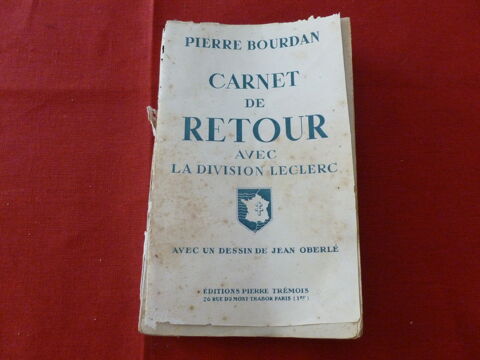 PIERRE BOURDAN
CARNET
DE
RETOUR
AVEC
LA DIVISION LECLERC
AVEC UN DESSIN DE JEAN OBERLÉ
ÉDITIONS PIERRE TRÉMOIS
26 RUE DU MONT-THABOR PARIS (1er)